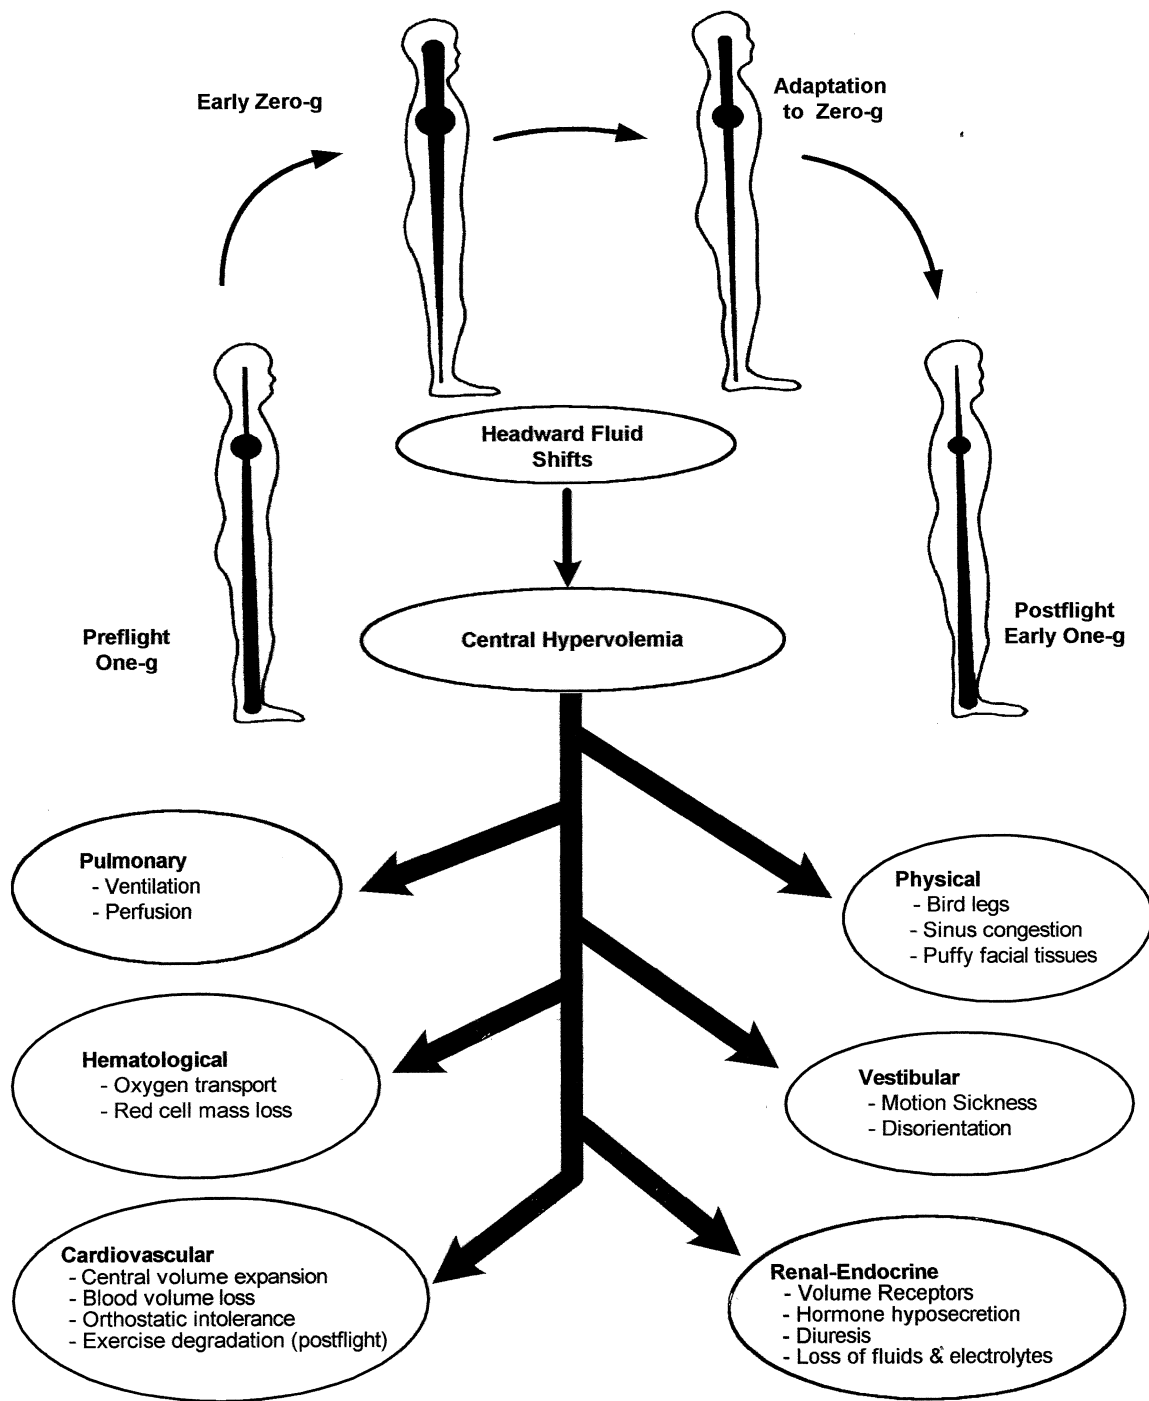 Early Zero-g
Adaptation
to Zero-g
Headward Fluid
Shifts
Preflight
One-g
Central Hypervolemia
Postflight
Early One-g
Pulmonary
- Ventilation
- Perfusion
Physical
- Bird legs
- Sinus congestion
- Puffy facial tissues
Hematological
- Oxygen transport
- Red cell mass loss
Vestibular
- Motion Sickness
- Disorientation
Cardiovascular
- Central volume expansion
- Blood volume loss
- Orthostatic intolerance
- Exercise degradation (postflight)
Renal-Endocrine
- Volume Receptors
- Hormone hyposecretion
- Diuresis
- Loss of fluids & electrolytes